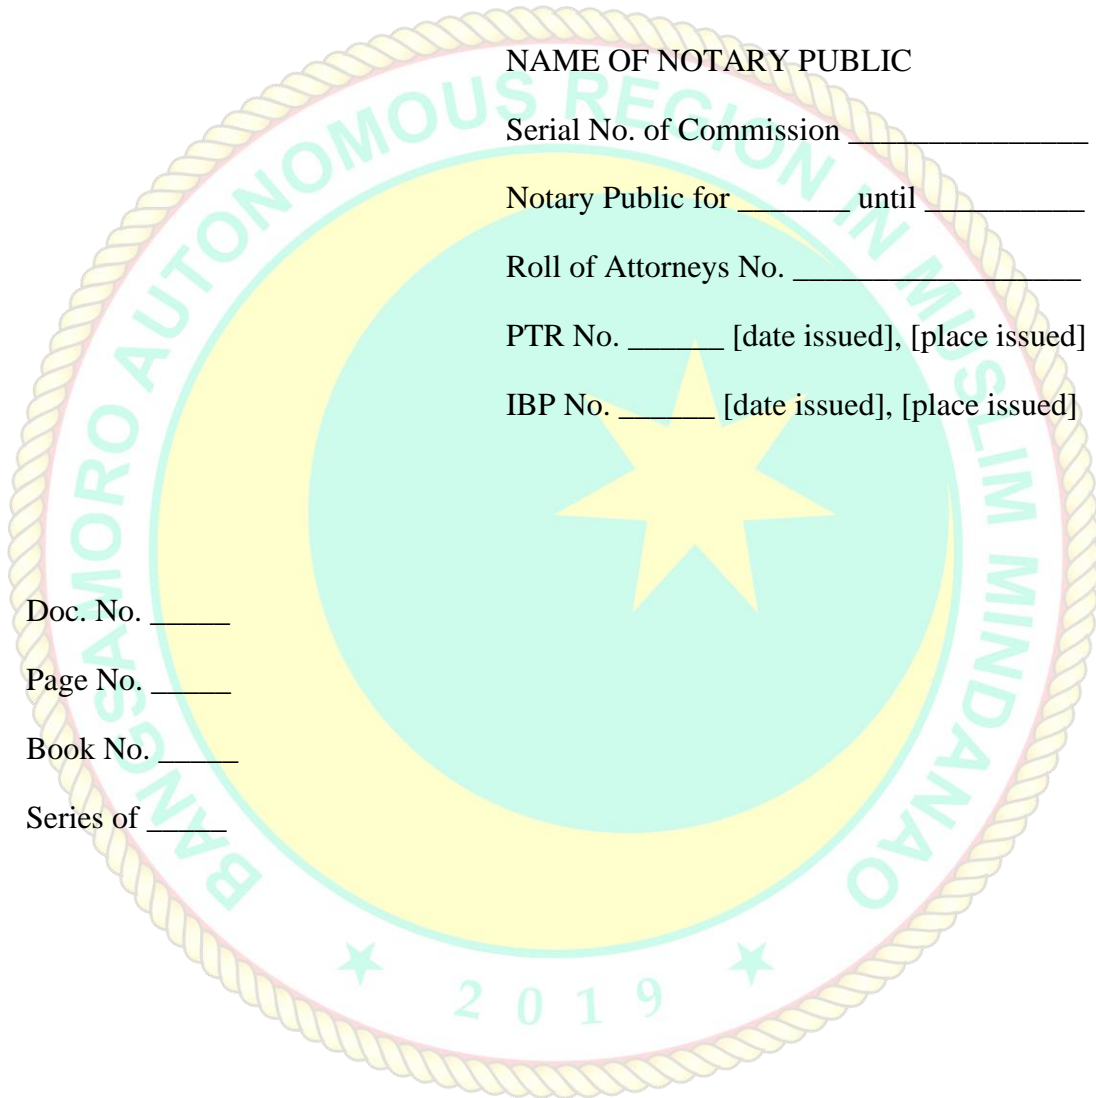 NAME OF NOTARY PUBLIC
Serial No. of Commission _______________
Notary Public for _______ until __________
Roll of Attorneys No. __________________
PTR No. ______ [date issued], [place issued]
IBP No. ______ [date issued], [place issued]
Doc. No. _____
Page No. _____
Book No. _____
Series of _____
BANGSAMORO AUTONOMOUS REGION IN MUSLIM MINDANAO
2019